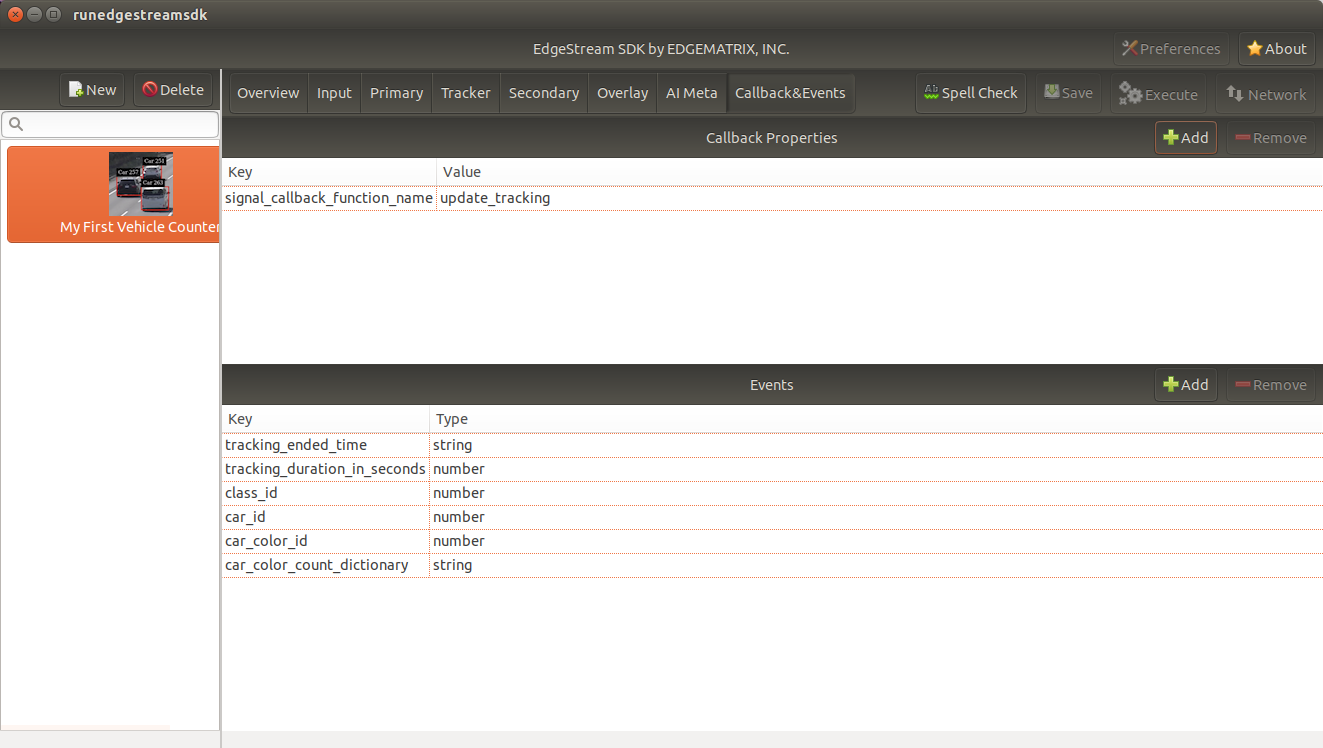 runedgestreamsdk
EdgeStream SDK by EDGEMATRIX, INC.
Preferences
About
New
Delete
Overview
Input
Primary
Tracker
Secondary
Overlay
AI Meta
Callback&Events
Spell Check
Save
Execute
Network
Callback Properties
Add
Remove
Key
Value
signal_callback_function_name
update_tracking
Car 251
Car 257
Car 263
My First Vehicle Counter
Events
Add
Remove
Key
Type
tracking_ended_time
string
tracking_duration_in_seconds
number
class_id
number
car_id
number
car_color_id
number
car_color_count_dictionary
string